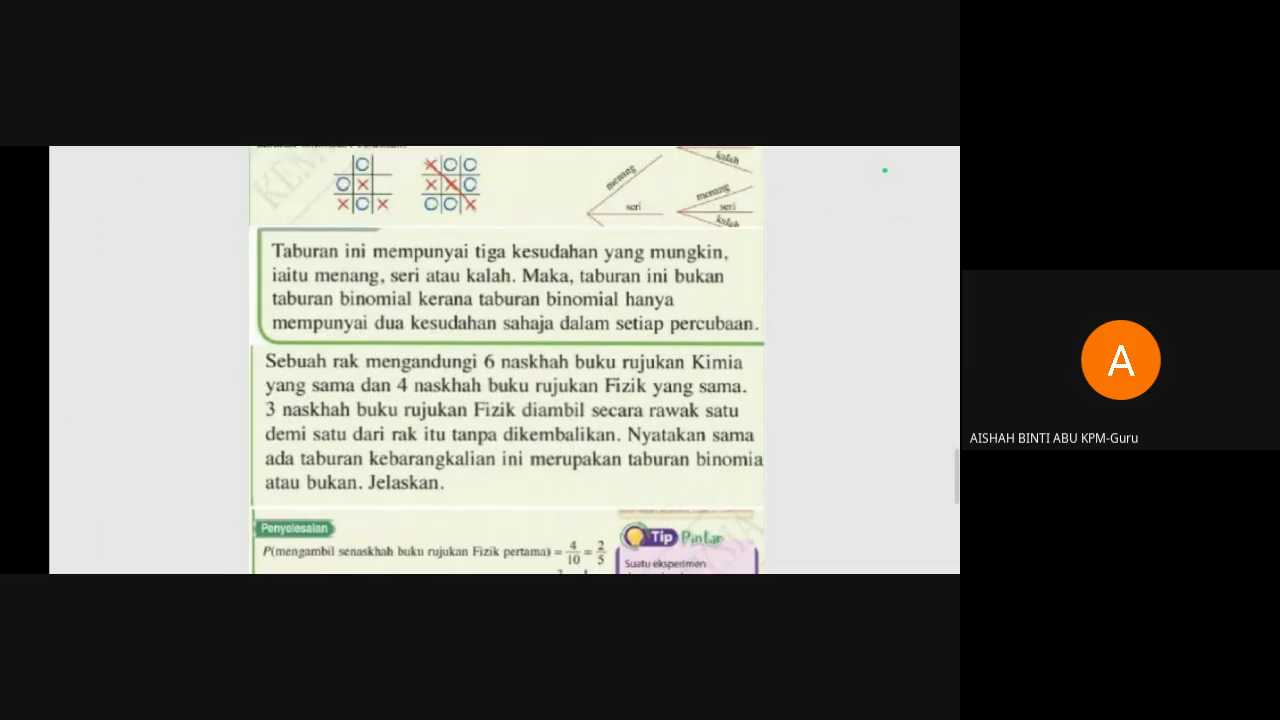 KEM
menang
seri
kalah
menang
seri
kalah
Taburan ini mempunyai tiga kesudahan yang mungkin,
iaitu menang, seri atau kalah. Maka, taburan ini bukan
taburan binomial kerana taburan binomial hanya
mempunyai dua kesudahan sahaja dalam setiap percubaan.
Sebuah rak mengandungi 6 naskhah buku rujukan Kimia
yang sama dan 4 naskhah buku rujukan Fizik yang sama.
3 naskhah buku rujukan Fizik diambil secara rawak satu
demi satu dari rak itu tanpa dikembalikan. Nyatakan sama
ada taburan kebarangkalian ini merupakan taburan binomia
atau bukan. Jelaskan.
Penyelesaian
P(mengambil senaskhah buku rujukan Fizik pertama) = 4/10 = 2/5
Tip Pintar
Suatu eksperimen
A
AISHAH BINTI ABU KPM-Guru